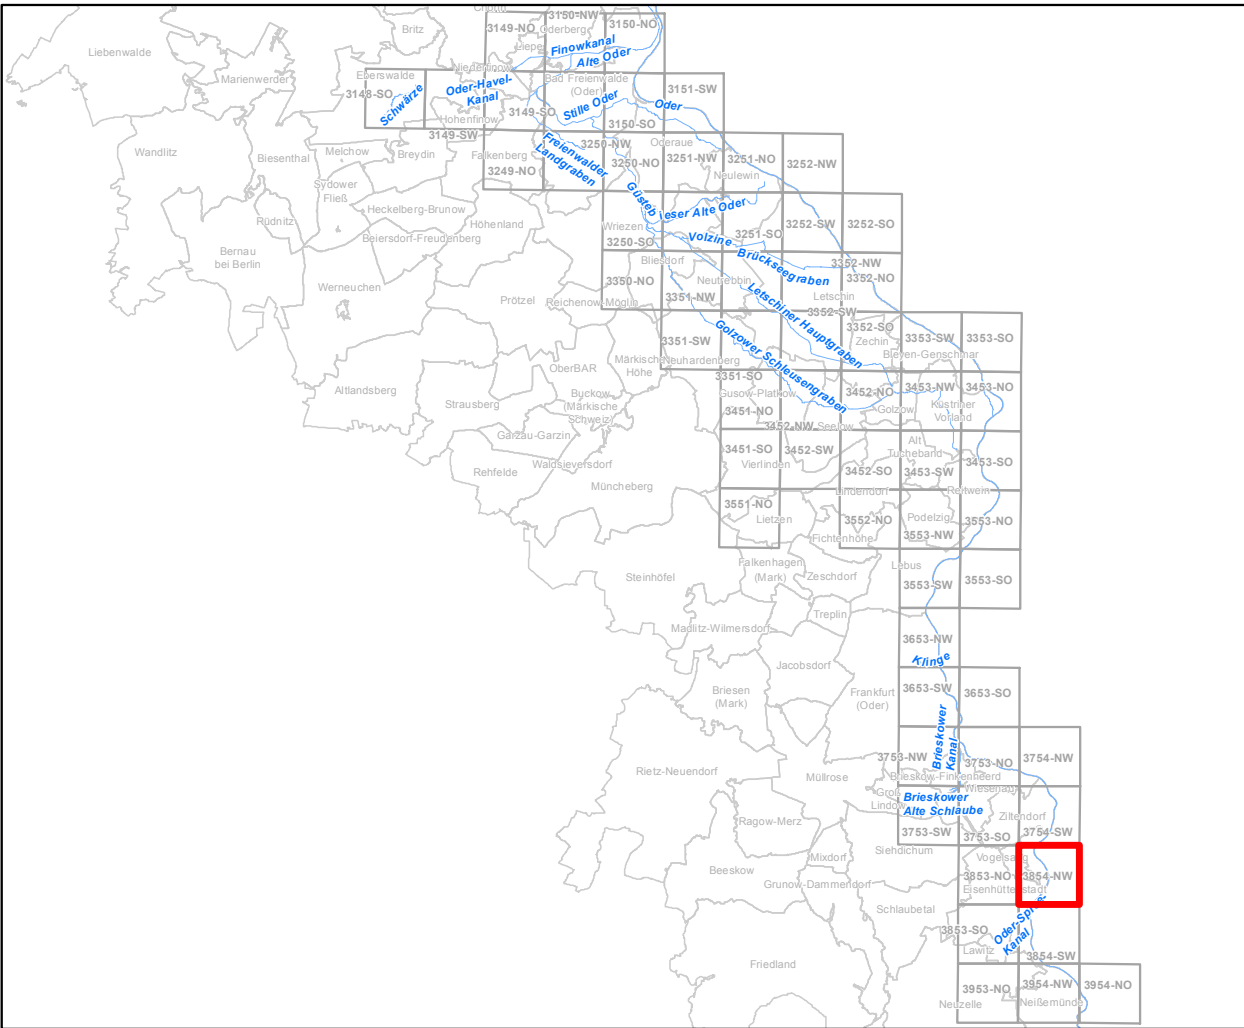 3150-NW
Britz
3149-NO
Oderberg
3150-NO
Liebenwalde
Liepe
Finowkanal
Alte Oder
Niederfinow
Marienwerder
Eberswalde
Bad Freienwalde
(Oder)
3148-SO
Schwärze
Oder-Havel-
Kanal
3151-SW
Stille Oder
Oder
3149-SO
Hohenfinow
3150-SO
3149-SW
Freienwalder
Landgraben
3250-NW
Oderaue
Wandlitz
Biesenthal
Melchow
Breydin
Falkenberg
3249-NO
3250-NO
3251-NW
3251-NO
3252-NW
Neulewin
Sydower
Fließ
Heckelberg-Brunow
Güsteb
ieser Alte Oder
Rüdnitz
Höhenland
Wriezen
3250-SO
3251-SO
3252-SW
3252-SO
Beiersdorf-Freudenberg
Volzine
Bernau
bei Berlin
Bliesdorf
Brückseegraben
3352-NW
3352-NO
Werneuchen
3350-NO
Neutrebbin
Prötzel
Reichenow-Möglin
3351-NW
Letschiner Hauptgraben
Letschin
3352-SW
3352-SO
Zechin
3351-SW
Golzower Schleusengraben
3353-SW
3353-SO
Bleyen-Genschmar
Märkische
Höhe
Neuhardenberg
OberBAR
3351-SO
Altlandsberg
Strausberg
Buckow
(Märkische
Schweiz)
Gusow-Platkow
3452-NO
3453-NW
3453-NO
Golzow
Küstriner
Vorland
3451-NO
3452-NW
Seelow
Garzau-Garzin
Alt
Tucheband
3451-SO
3452-SW
Rehfelde
Waldsieversdorf
Vierlinden
3452-SO
3453-SW
3453-SO
Müncheberg
Lindendorf
Reitwein
3551-NO
Lietzen
3552-NO
Podelzig
3553-NO
3553-NW
Fichtenhöhe
Falkenhagen
(Mark)
Lebus
Steinhöfel
Zeschdorf
3553-SW
3553-SO
Treplin
Madlitz-Wilmersdorf
3653-NW
Klinge
Jacobsdorf
Briesen
(Mark)
Frankfurt
(Oder)
3653-SW
3653-SO
Brieskower
Kanal
3753-NW
3753-NO
3754-NW
Rietz-Neuendorf
Müllrose
Brieskow-Finkenheerd
Groß
Lindow
Wiesenau
Brieskower
Alte Schlaube
Ragow-Merz
Ziltendorf
3753-SW
3753-SO
3754-SW
Mixdorf
Siehdichum
Vogelsang
Beeskow
3853-NO
3854-NW
Grunow-Dammendorf
Eisenhüttenstadt
Schlaubetal
Oder-Spree-
Kanal
3853-SO
Lawitz
3854-SW
Friedland
3953-NO
3954-NW
3954-NO
Neuzelle
Neißemünde